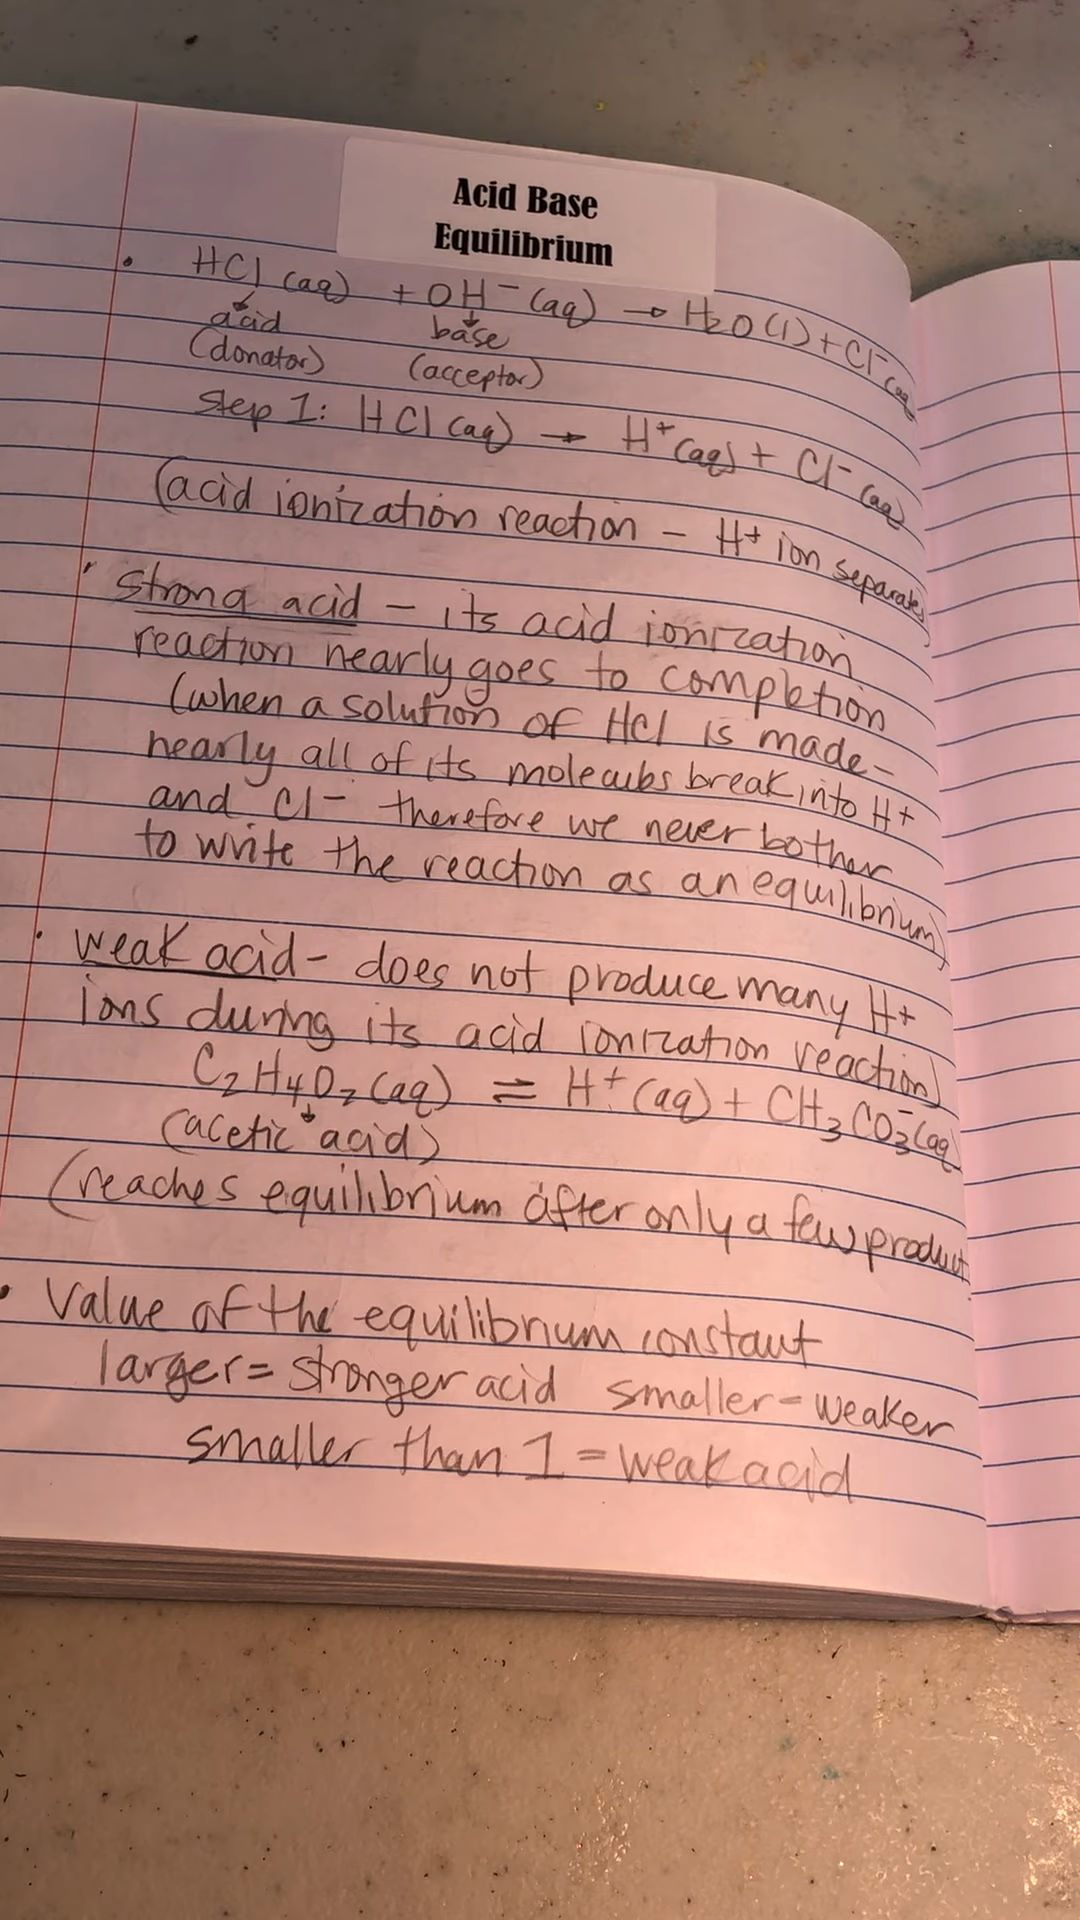 Acid Base
Equilibrium
• HCl (aq) + OH⁻ (aq) → H₂O (l) + Cl⁻ (aq)
acid base
(donator) (acceptor)
Step 1: HCl (aq) → H⁺ (aq) + Cl⁻ (aq)
(acid ionization reaction - H+ ion separates)
• strong acid - its acid ionization
reaction nearly goes to completion
(when a solution of HCl is made -
nearly all of its molecules break into H+
and Cl- therefore we never bother
to write the reaction as an equilibrium)
• weak acid - does not produce many H+
ions during its acid ionization reaction)
C₂H₄O₂ (aq) ⇌ H⁺ (aq) + CH₃CO₃⁻ (aq)
(acetic acid)
(reaches equilibrium after only a few product
• Value of the equilibrium constant
larger = stronger acid smaller = weaker
smaller than 1 = weak acid